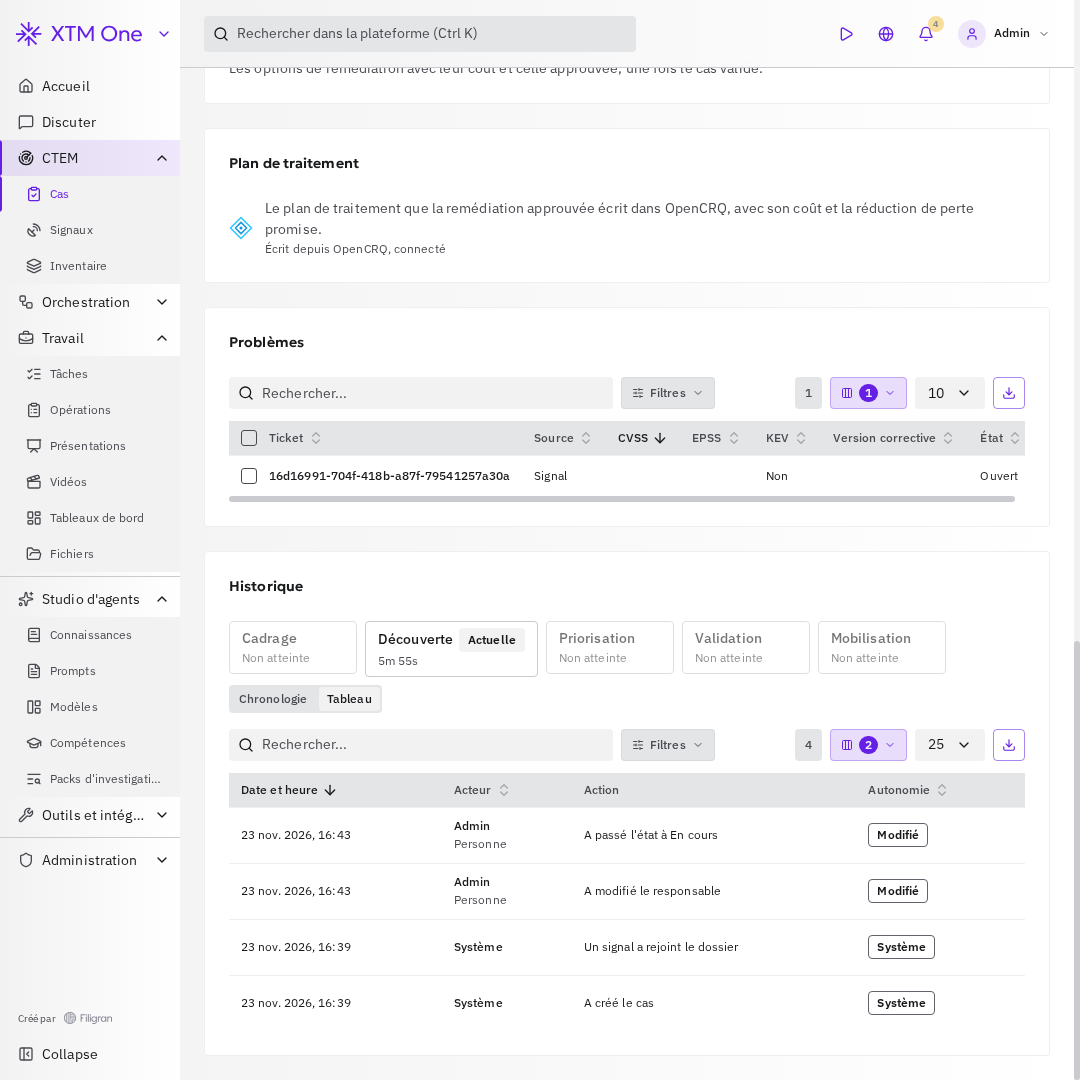 XTM One
Rechercher dans la plateforme (Ctrl K)
4
Admin
Accueil
Discuter
CTEM
Cas
Signaux
Inventaire
Orchestration
Travail
Tâches
Opérations
Présentations
Vidéos
Tableaux de bord
Fichiers
Studio d'agents
Connaissances
Prompts
Modèles
Compétences
Packs d'investigati...
Outils et intég...
Administration
Créé par Filigran
Collapse
Les options de remédiation avec leur coût et celle approuvée, une fois le cas validé.
Plan de traitement
Le plan de traitement que la remédiation approuvée écrit dans OpenCRQ, avec son coût et la réduction de perte
promise.
Écrit depuis OpenCRQ, connecté
Problèmes
Rechercher... Filtres 1 1 10
Ticket Source CVSS EPSS KEV Version corrective État
16d16991-704f-418b-a87f-79541257a30a Signal Non Ouvert
Historique
Cadrage
Non atteinte
Découverte Actuelle
5m 55s
Priorisation
Non atteinte
Validation
Non atteinte
Mobilisation
Non atteinte
Chronologie Tableau
Rechercher... Filtres 4 2 25
Date et heure Acteur Action Autonomie
23 nov. 2026, 16:43 Admin A passé l'état à En cours Modifié
Personne
23 nov. 2026, 16:43 Admin A modifié le responsable Modifié
Personne
23 nov. 2026, 16:39 Système Un signal a rejoint le dossier Système
23 nov. 2026, 16:39 Système A créé le cas Système